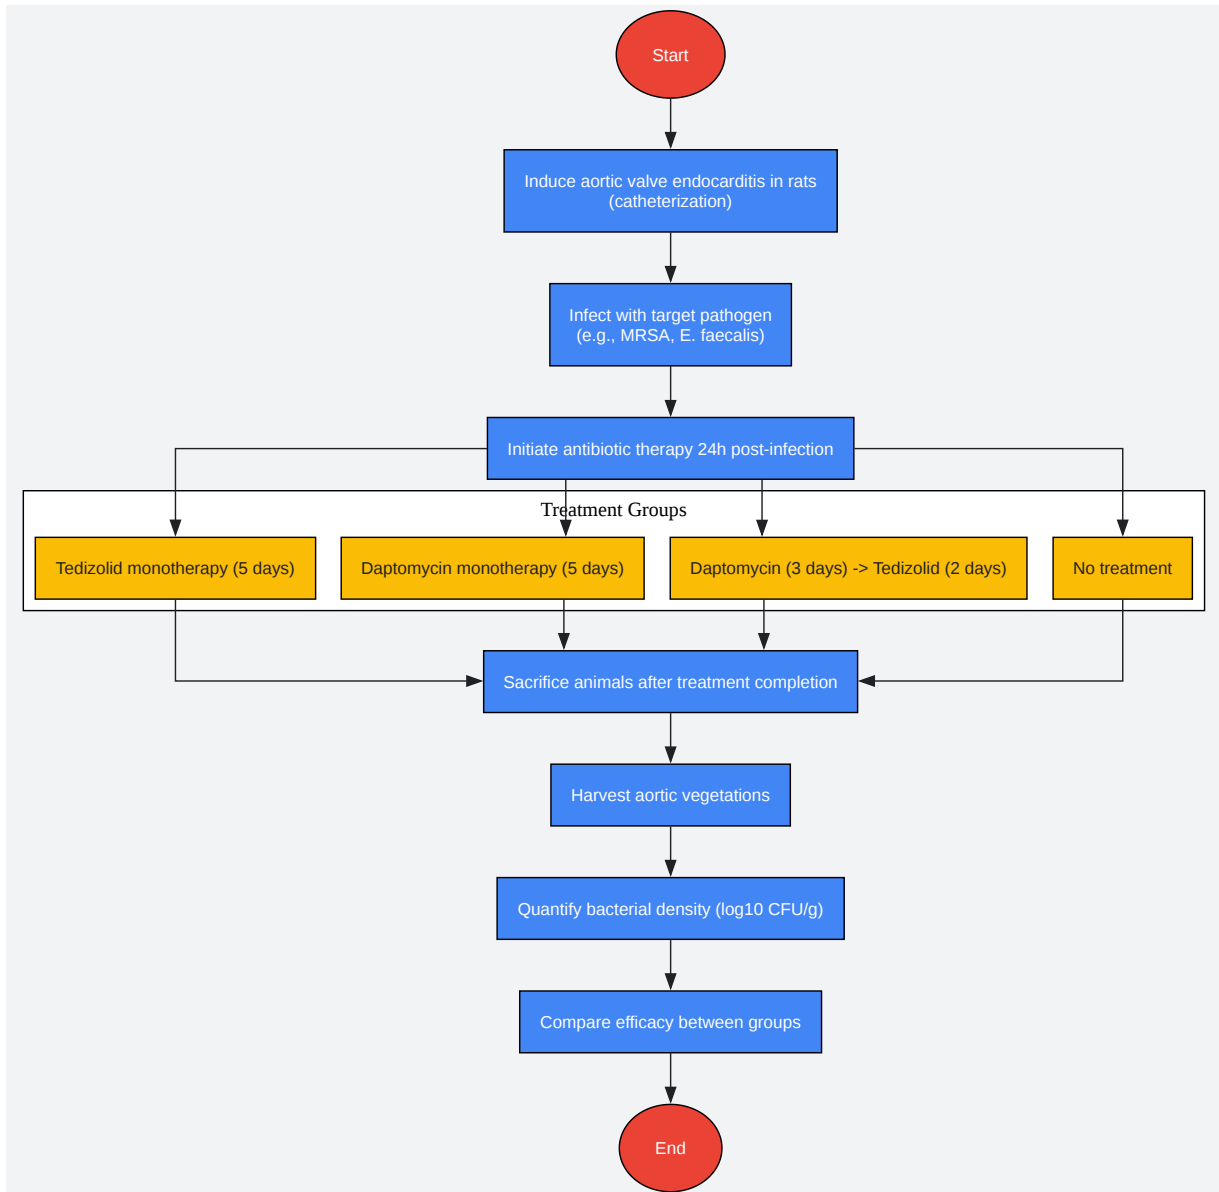 Start
Induce aortic valve endocarditis in rats
(catheterization)
Infect with target pathogen
(e.g., MRSA, E. faecalis)
Initiate antibiotic therapy 24h post-infection
Treatment Groups
Tedizolid monotherapy (5 days)
Daptomycin monotherapy (5 days)
Daptomycin (3 days) -> Tedizolid (2 days)
No treatment
Sacrifice animals after treatment completion
Harvest aortic vegetations
Quantify bacterial density (log10 CFU/g)
Compare efficacy between groups
End